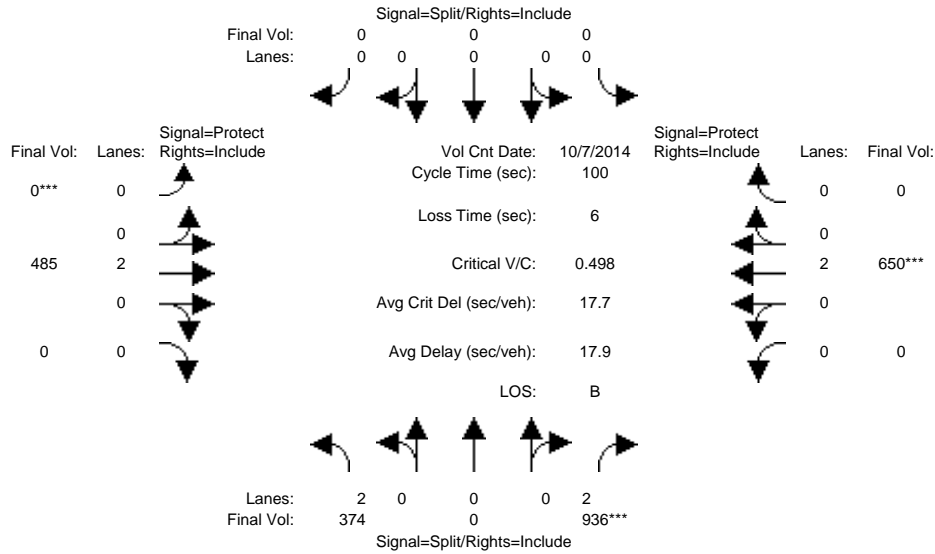 Signal=Split/Rights=Include
Final Vol: 0 0 0
Lanes: 0 0 0 0 0
Signal=Protect Signal=Protect
Final Vol: Lanes: Rights=Include Vol Cnt Date: 10/7/2014 Rights=Include Lanes: Final Vol:
Cycle Time (sec): 100
0*** 0 0 0
Loss Time (sec): 6
0 0
485 2 Critical V/C: 0.498 2 650***
0 Avg Crit Del (sec/veh): 17.7 0
0 0 Avg Delay (sec/veh): 17.9 0 0
LOS: B
Lanes: 2 0 0 0 2
Final Vol: 374 0 936***
Signal=Split/Rights=Include